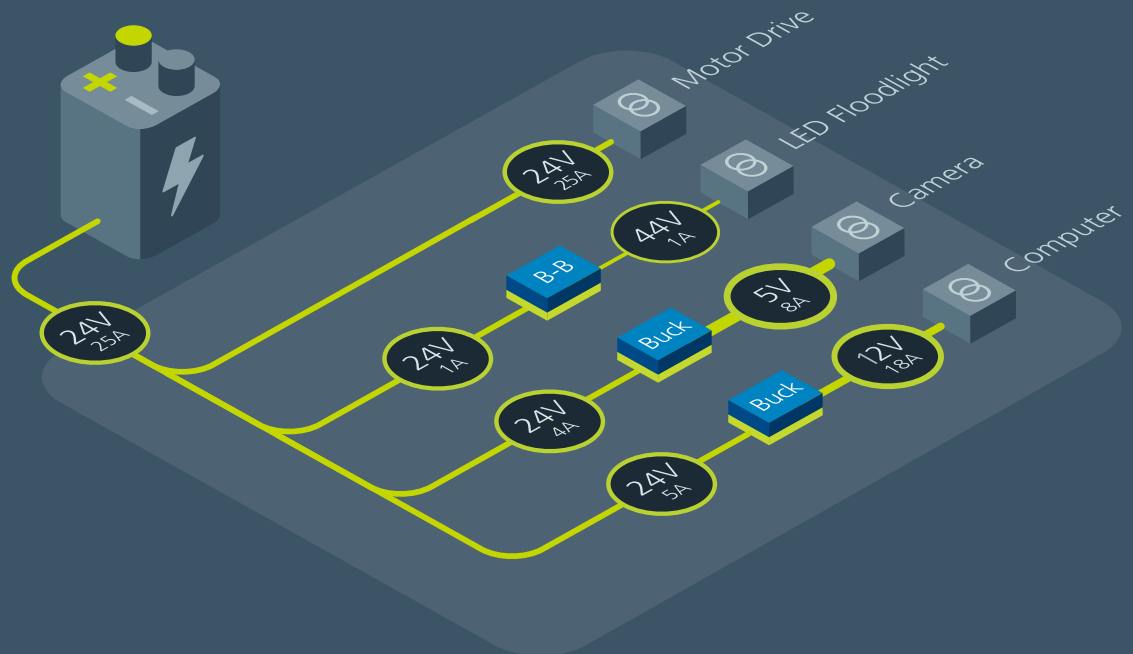 24V
25A
24V
25A
Motor Drive
24V
1A
B-B
44V
1A
LED Floodlight
24V
4A
Buck
5V
8A
Camera
24V
5A
Buck
12V
18A
Computer